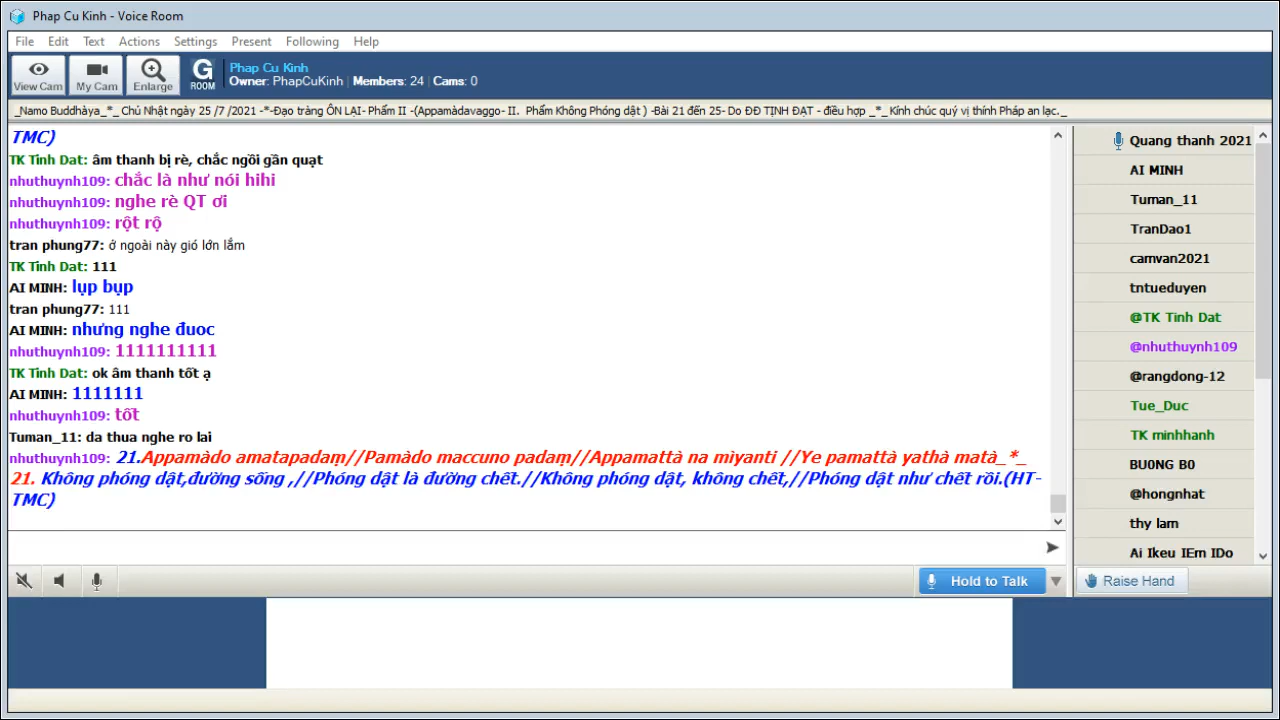 Phap Cu Kinh - Voice Room
File Edit Text Actions Settings Present Following Help
View Cam My Cam Enlarge G ROOM
Phap Cu Kinh
Owner: PhapCuKinh | Members: 24 | Cams: 0
_Namo Buddhàya_*_ Chủ Nhật ngày 25 /7 /2021 -*-Đạo tràng ÔN LẠI- Phẩm II -(Appamàdavaggo- II. Phẩm Không Phóng dật ) -Bài 21 đến 25- Do ĐĐ TỊNH ĐẠT - điều hợp _*_ Kính chúc quý vị thính Pháp an lạc._
TMC)
TK Tinh Dat: âm thanh bị rè, chắc ngồi gần quạt
nhuthuynh109: chắc là như nói hihi
nhuthuynh109: nghe rè QT ơi
nhuthuynh109: rột rộ
tran phung77: ở ngoài này gió lớn lắm
TK Tinh Dat: 111
AI MINH: lụp bụp
tran phung77: 111
AI MINH: nhưng nghe đuoc
nhuthuynh109: 1111111111
TK Tinh Dat: ok âm thanh tốt ạ
AI MINH: 1111111
nhuthuynh109: tốt
Tuman_11: da thua nghe ro lai
nhuthuynh109: 21.Appamàdo amatapadaṃ//Pamàdo maccuno padaṃ//Appamattà na mìyanti //Ye pamattà yathà matà_*_
21. Không phóng dật,đường sống ,//Phóng dật là đường chết.//Không phóng dật, không chết,//Phóng dật như chết rồi.(HT-
TMC)
Hold to Talk
Quang thanh 2021
AI MINH
Tuman_11
TranDao1
camvan2021
tntueduyen
@TK Tinh Dat
@nhuthuynh109
@rangdong-12
Tue_Duc
TK minhhanh
BU0NG B0
@hongnhat
thy lam
Ai Ikeu IEm IDo
Raise Hand